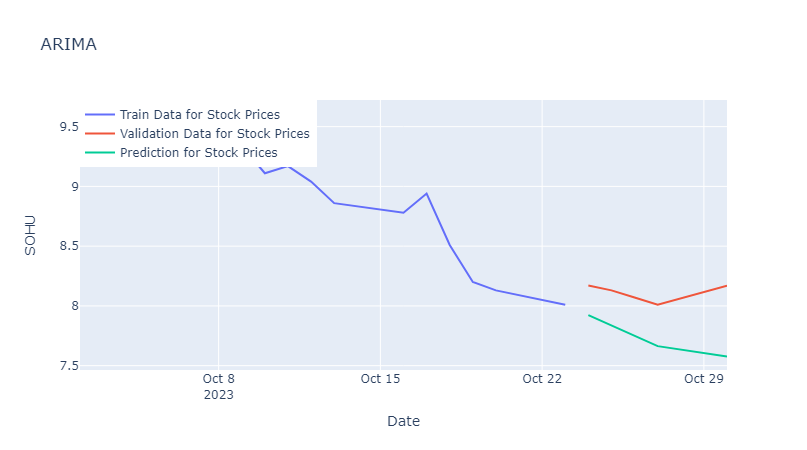 ARIMA
Train Data for Stock Prices
Validation Data for Stock Prices
Prediction for Stock Prices
9.5
9
8.5
8
7.5
SOHU
Oct 8
2023
Oct 15
Oct 22
Oct 29
Date